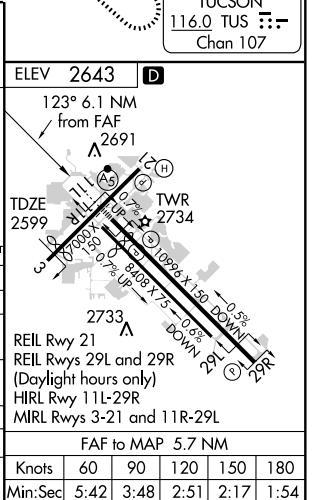 TUCSON
116.0 TUS
Chan 107
ELEV 2643 D
123° 6.1 NM
from FAF
2691
A5
21
H
P
TDZE
2599
11L
11R
0.7%
UP
TWR
2734
7000 X
150
3
P
10996 X 150
8408 X 75
0.7% UP
0.5%
DOWN
0.6%
DOWN
2733
29L
29R
P
REIL Rwy 21
REIL Rwys 29L and 29R
(Daylight hours only)
HIRL Rwy 11L-29R
MIRL Rwys 3-21 and 11R-29L
FAF to MAP 5.7 NM
Knots 60 90 120 150 180
Min:Sec 5:42 3:48 2:51 2:17 1:54